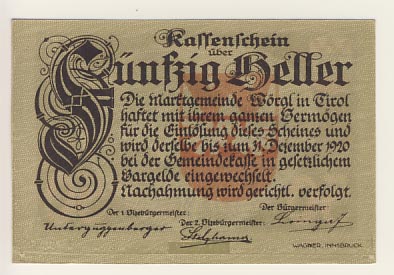 Kassenschein
über
Fünfzig Heller
Die Marktgemeinde Wörgl in Tirol
haftet mit ihrem ganzen Vermögen
für die Einlösung dieses Scheines und
wird derselbe bis zum 31. Dezember 1920
bei der Gemeindekasse in gesetzlichem
Bargelde eingewechselt.
Nachahmung wird gerichtl. verfolgt.
Der 1. Vizebürgermeister: Der 2. Vizebürgermeister: Der Bürgermeister:
Unterguggenberger
WAGNER, INNSBRUCK